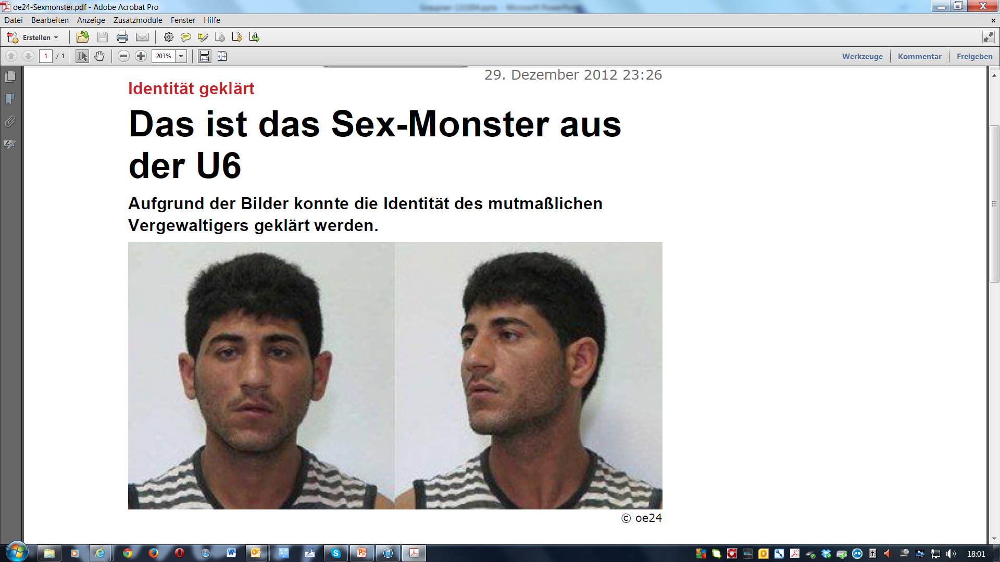 oe24-Sexmonster.pdf - Adobe Acrobat Pro
Datei Bearbeiten Anzeige Zusatzmodule Fenster Hilfe
Erstellen
1 / 1 203% Werkzeuge Kommentar Freigeben
29. Dezember 2012 23:26
Identität geklärt
Das ist das Sex-Monster aus
der U6
Aufgrund der Bilder konnte die Identität des mutmaßlichen
Vergewaltigers geklärt werden.
© oe24
18:01